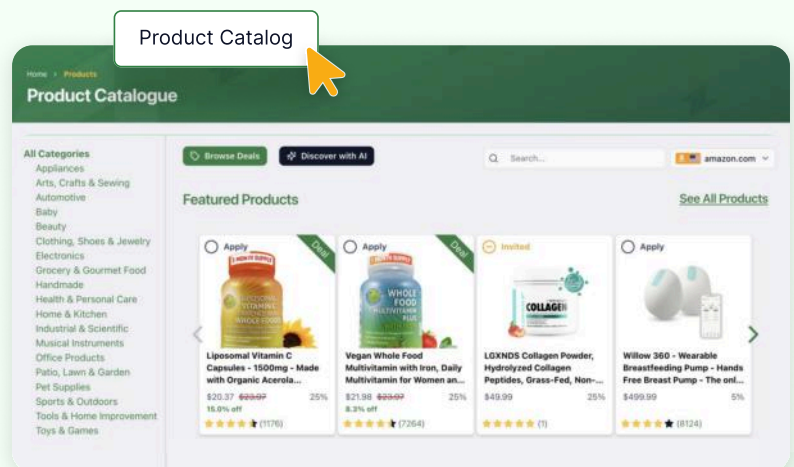 Product Catalog
Home > Products
Product Catalogue
All Categories
Appliances
Arts, Crafts & Sewing
Automotive
Baby
Beauty
Clothing, Shoes & Jewelry
Electronics
Grocery & Gourmet Food
Handmade
Health & Personal Care
Home & Kitchen
Industrial & Scientific
Musical Instruments
Office Products
Patio, Lawn & Garden
Pet Supplies
Sports & Outdoors
Tools & Home Improvement
Toys & Games
Browse Deals
Discover with AI
Search...
amazon.com
Featured Products
See All Products
Apply
Deal
LIPOSOMAL
VITAMIN C
WHOLE FOOD
Liposomal Vitamin C
Capsules - 1500mg - Made
with Organic Acerola...
$20.37 $23.97 25%
15.0% off
(1176)
Apply
Deal
WHOLE
FOOD
MULTIVITAMIN
PLUS
Vegan Whole Food
Multivitamin with Iron, Daily
Multivitamin for Women an...
$21.98 $23.97 25%
8.3% off
(7264)
Invited
COLLAGEN
LGXNDS Collagen Powder,
Hydrolyzed Collagen
Peptides, Grass-Fed, Non-...
$49.99 25%
(1)
Apply
Willow 360 - Wearable
Breastfeeding Pump - Hands
Free Breast Pump - The onl...
$499.99 5%
(8124)